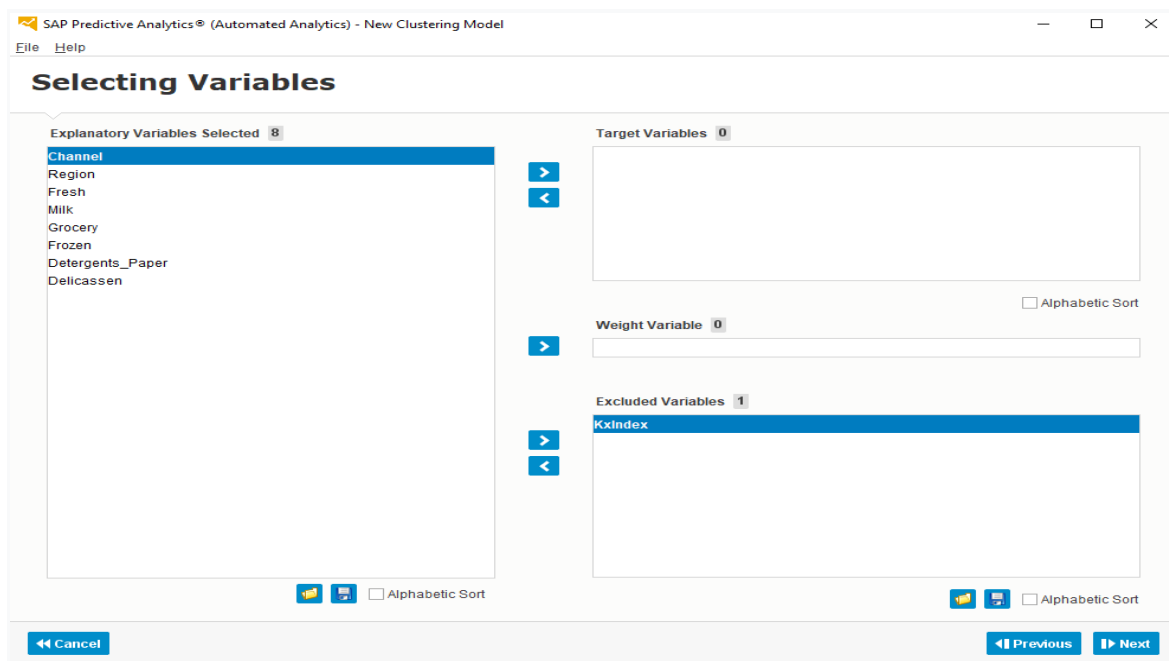 SAP Predictive Analytics® (Automated Analytics) - New Clustering Model
File Help
Selecting Variables
Explanatory Variables Selected 8
Channel
Region
Fresh
Milk
Grocery
Frozen
Detergents_Paper
Delicassen
Alphabetic Sort
Target Variables 0
Alphabetic Sort
Weight Variable 0
Excluded Variables 1
KxIndex
Alphabetic Sort
Cancel
Previous
Next